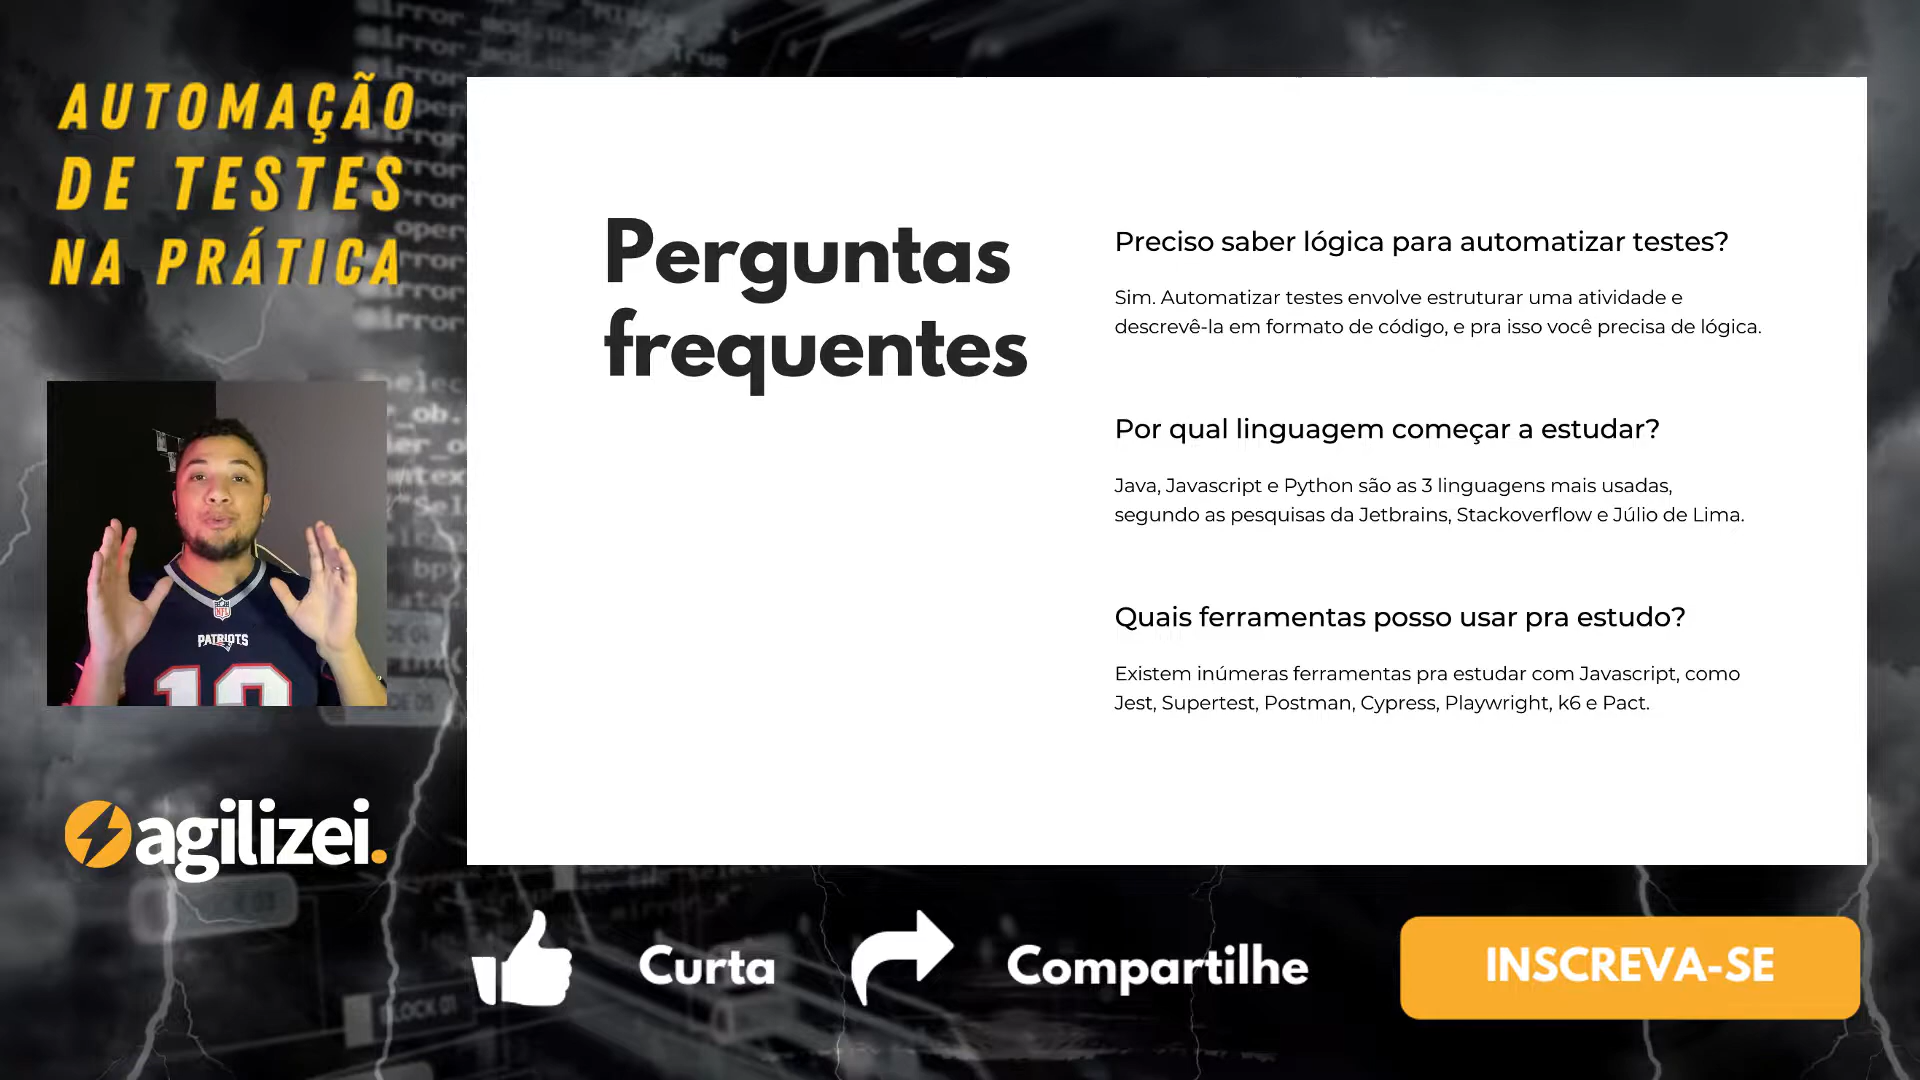 AUTOMAÇÃO
DE TESTES
NA PRÁTICA
Perguntas
frequentes
Preciso saber lógica para automatizar testes?
Sim. Automatizar testes envolve estruturar uma atividade e
descrevê-la em formato de código, e pra isso você precisa de lógica.
Por qual linguagem começar a estudar?
Java, Javascript e Python são as 3 linguagens mais usadas,
segundo as pesquisas da Jetbrains, Stackoverflow e Júlio de Lima.
Quais ferramentas posso usar pra estudo?
Existem inúmeras ferramentas pra estudar com Javascript, como
Jest, Supertest, Postman, Cypress, Playwright, k6 e Pact.
NFL
PATRIOTS
agilizei.
Curta
Compartilhe
INSCREVA-SE
BLOCK 01